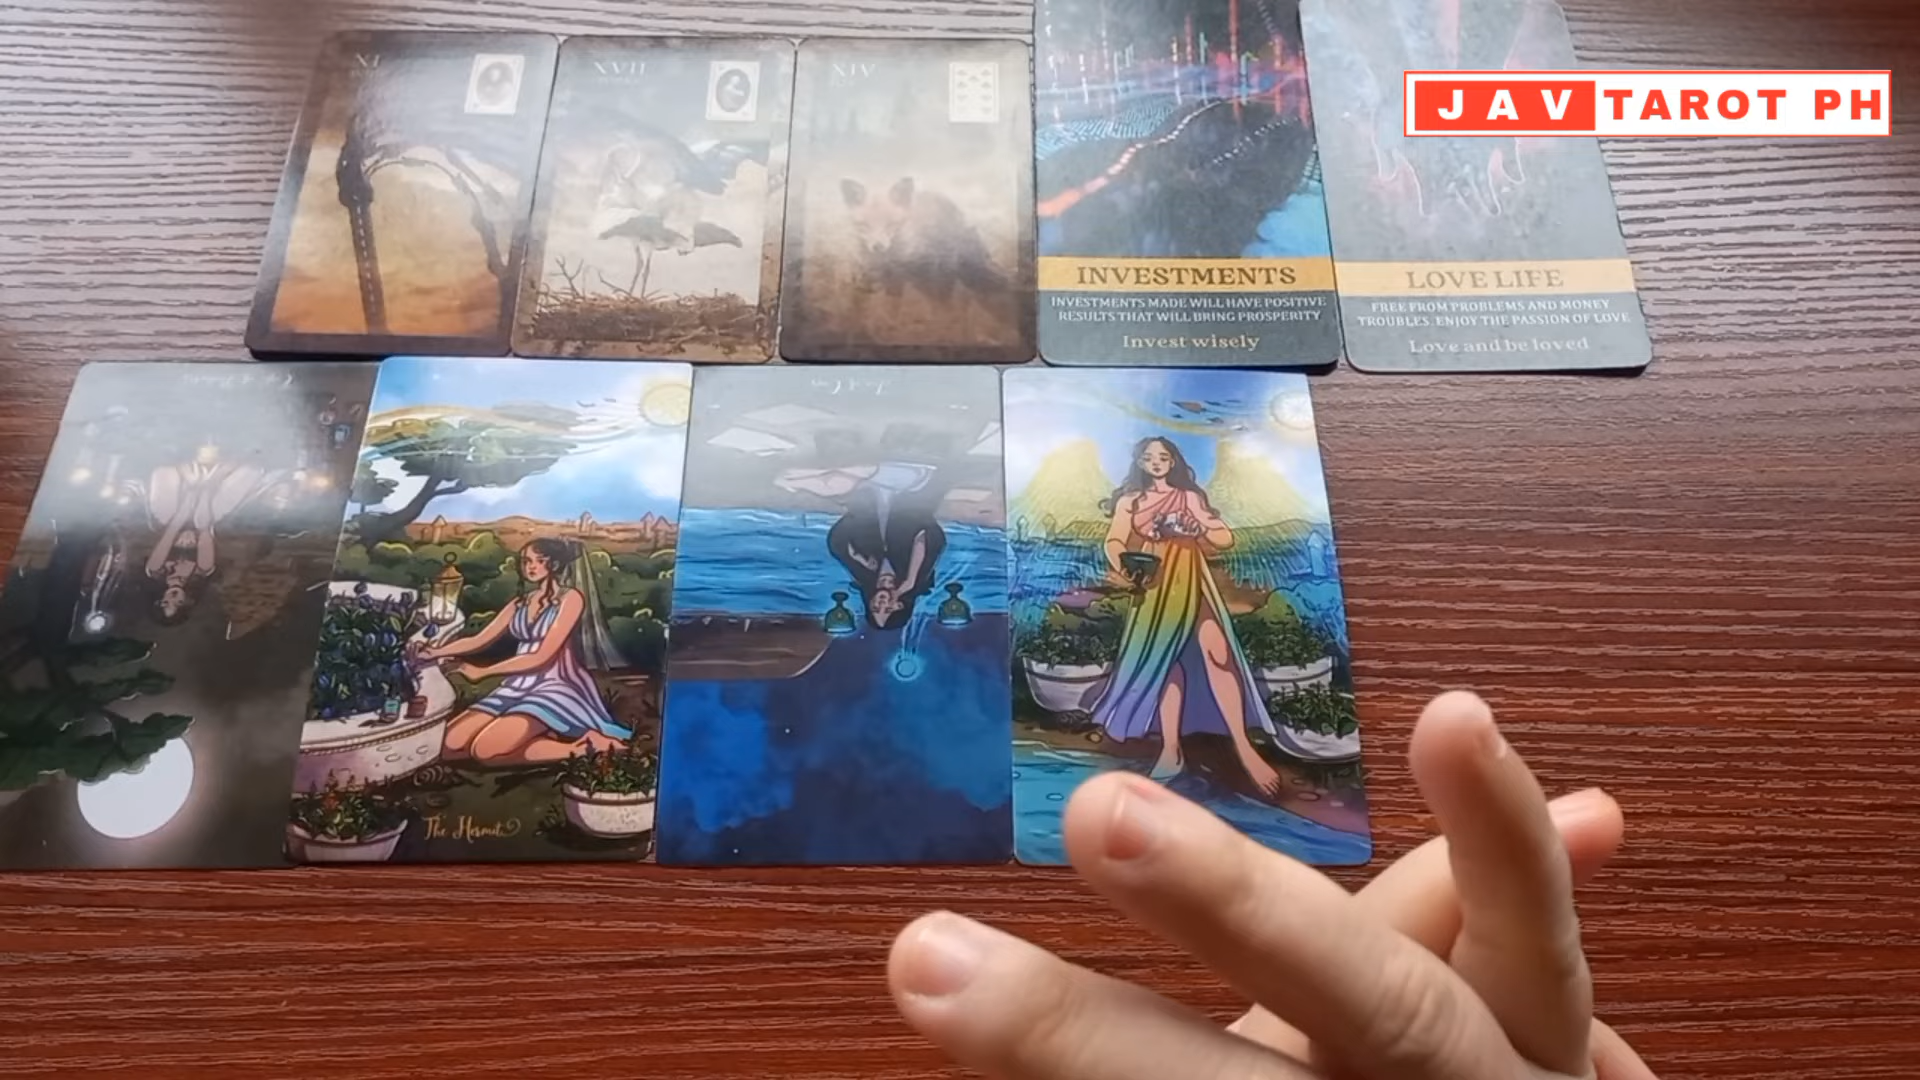 XI
XVII
XIV
JAV TAROT PH
INVESTMENTS
INVESTMENTS MADE WILL HAVE POSITIVE
RESULTS THAT WILL BRING PROSPERITY
Invest wisely
LOVE LIFE
FREE FROM PROBLEMS AND MONEY
TROUBLES. ENJOY THE PASSION OF LOVE
Love and be loved
The Hermit